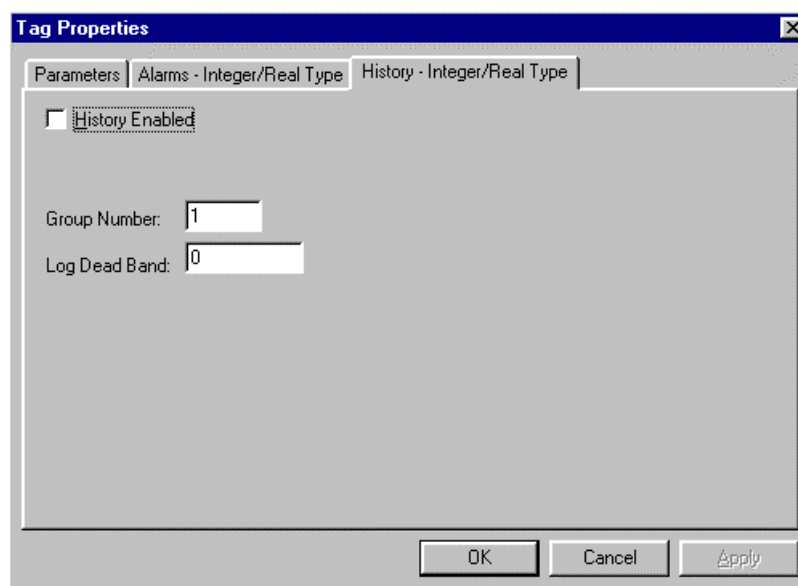 Tag Properties
Parameters Alarms - Integer/Real Type History - Integer/Real Type
History Enabled
Group Number: 1
Log Dead Band: 0
OK Cancel Apply